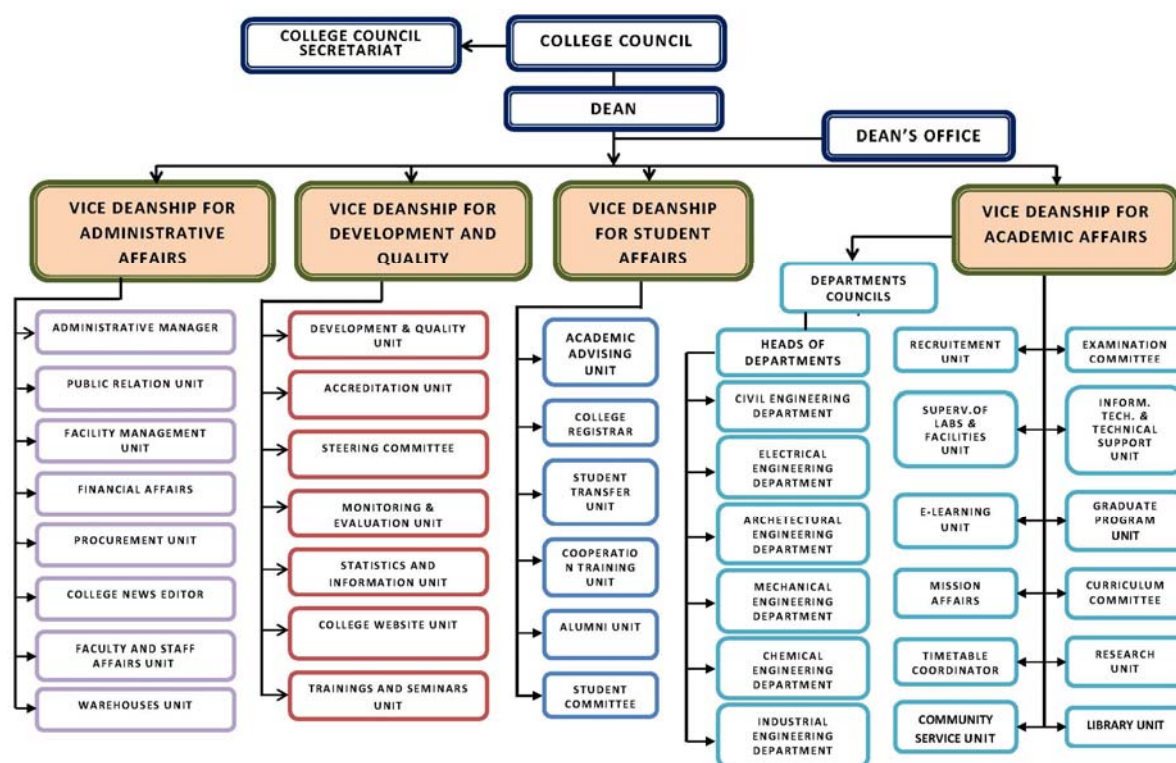 COLLEGE COUNCIL
SECRETARIAT
COLLEGE COUNCIL
DEAN
DEAN'S OFFICE
VICE DEANSHIP FOR
ADMINISTRATIVE
AFFAIRS
VICE DEANSHIP FOR
DEVELOPMENT AND
QUALITY
VICE DEANSHIP
FOR STUDENT
AFFAIRS
VICE DEANSHIP FOR
ACADEMIC AFFAIRS
ADMINISTRATIVE MANAGER
PUBLIC RELATION UNIT
FACILITY MANAGEMENT
UNIT
FINANCIAL AFFAIRS
PROCUREMENT UNIT
COLLEGE NEWS EDITOR
FACULTY AND STAFF
AFFAIRS UNIT
WAREHOUSES UNIT
DEVELOPMENT & QUALITY
UNIT
ACCREDITATION UNIT
STEERING COMMITTEE
MONITORING &
EVALUATION UNIT
STATISTICS AND
INFORMATION UNIT
COLLEGE WEBSITE UNIT
TRAININGS AND SEMINARS
UNIT
ACADEMIC
ADVISING
UNIT
COLLEGE
REGISTRAR
STUDENT
TRANSFER
UNIT
COOPERATIO
N TRAINING
UNIT
ALUMNI UNIT
STUDENT
COMMITTEE
DEPARTMENTS
COUNCILS
HEADS OF
DEPARTMENTS
CIVIL ENGINEERING
DEPARTMENT
ELECTRICAL
ENGINEERING
DEPARTMENT
ARCHETECTURAL
ENGINEERING
DEPARTMENT
MECHANICAL
ENGINEERING
DEPARTMENT
CHEMICAL
ENGINEERING
DEPARTMENT
INDUSTRIAL
ENGINEERING
DEPARTMENT
RECRUITEMENT
UNIT
SUPERV.OF
LABS &
FACILITIES
UNIT
E-LEARNING
UNIT
MISSION
AFFAIRS
TIMETABLE
COORDINATOR
COMMUNITY
SERVICE UNIT
EXAMINATION
COMMITTEE
INFORM.
TECH. &
TECHNICAL
SUPPORT
UNIT
GRADUATE
PROGRAM
UNIT
CURRICULUM
COMMITTEE
RESEARCH
UNIT
LIBRARY UNIT